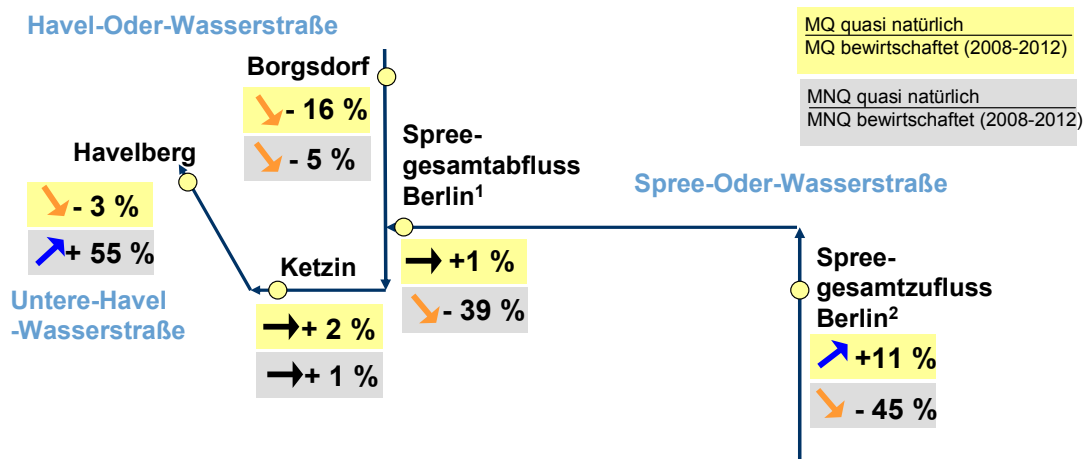 Havel-Oder-Wasserstraße
MQ quasi natürlich
MQ bewirtschaftet (2008-2012)
MNQ quasi natürlich
MNQ bewirtschaftet (2008-2012)
Borgsdorf
- 16 %
- 5 %
Havelberg
- 3 %
+ 55 %
Untere-Havel
-Wasserstraße
Ketzin
+ 2 %
+ 1 %
Spree-
gesamtabfluss
Berlin¹
+1 %
- 39 %
Spree-Oder-Wasserstraße
Spree-
gesamtzufluss
Berlin²
+11 %
- 45 %